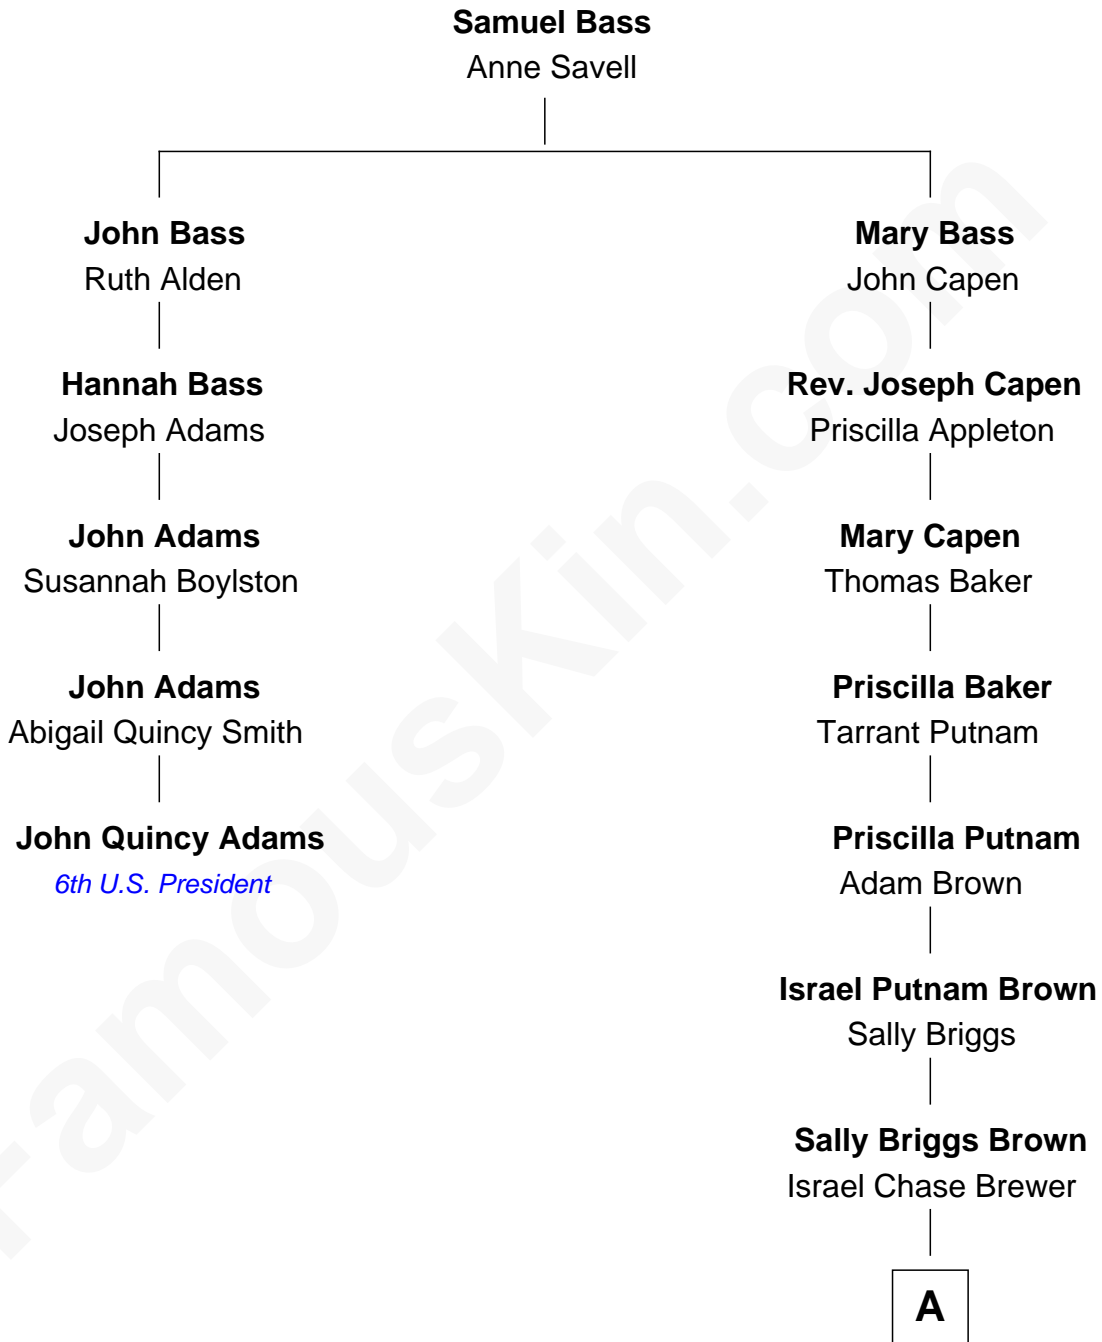 Samuel Bass
Anne Savell
John Bass
Ruth Alden
Mary Bass
John Capen
Hannah Bass
Joseph Adams
Rev. Joseph Capen
Priscilla Appleton
John Adams
Susannah Boylston
Mary Capen
Thomas Baker
John Adams
Abigail Quincy Smith
Priscilla Baker
Tarrant Putnam
John Quincy Adams
6th U.S. President
Priscilla Putnam
Adam Brown
Israel Putnam Brown
Sally Briggs
Sally Briggs Brown
Israel Chase Brewer
A
FamousKin.com